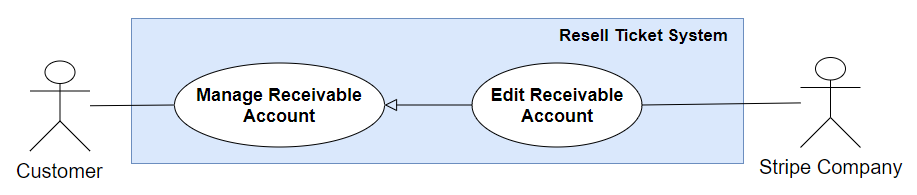 Resell Ticket System
Manage Receivable
Account
Edit Receivable
Account
Customer
Stripe Company